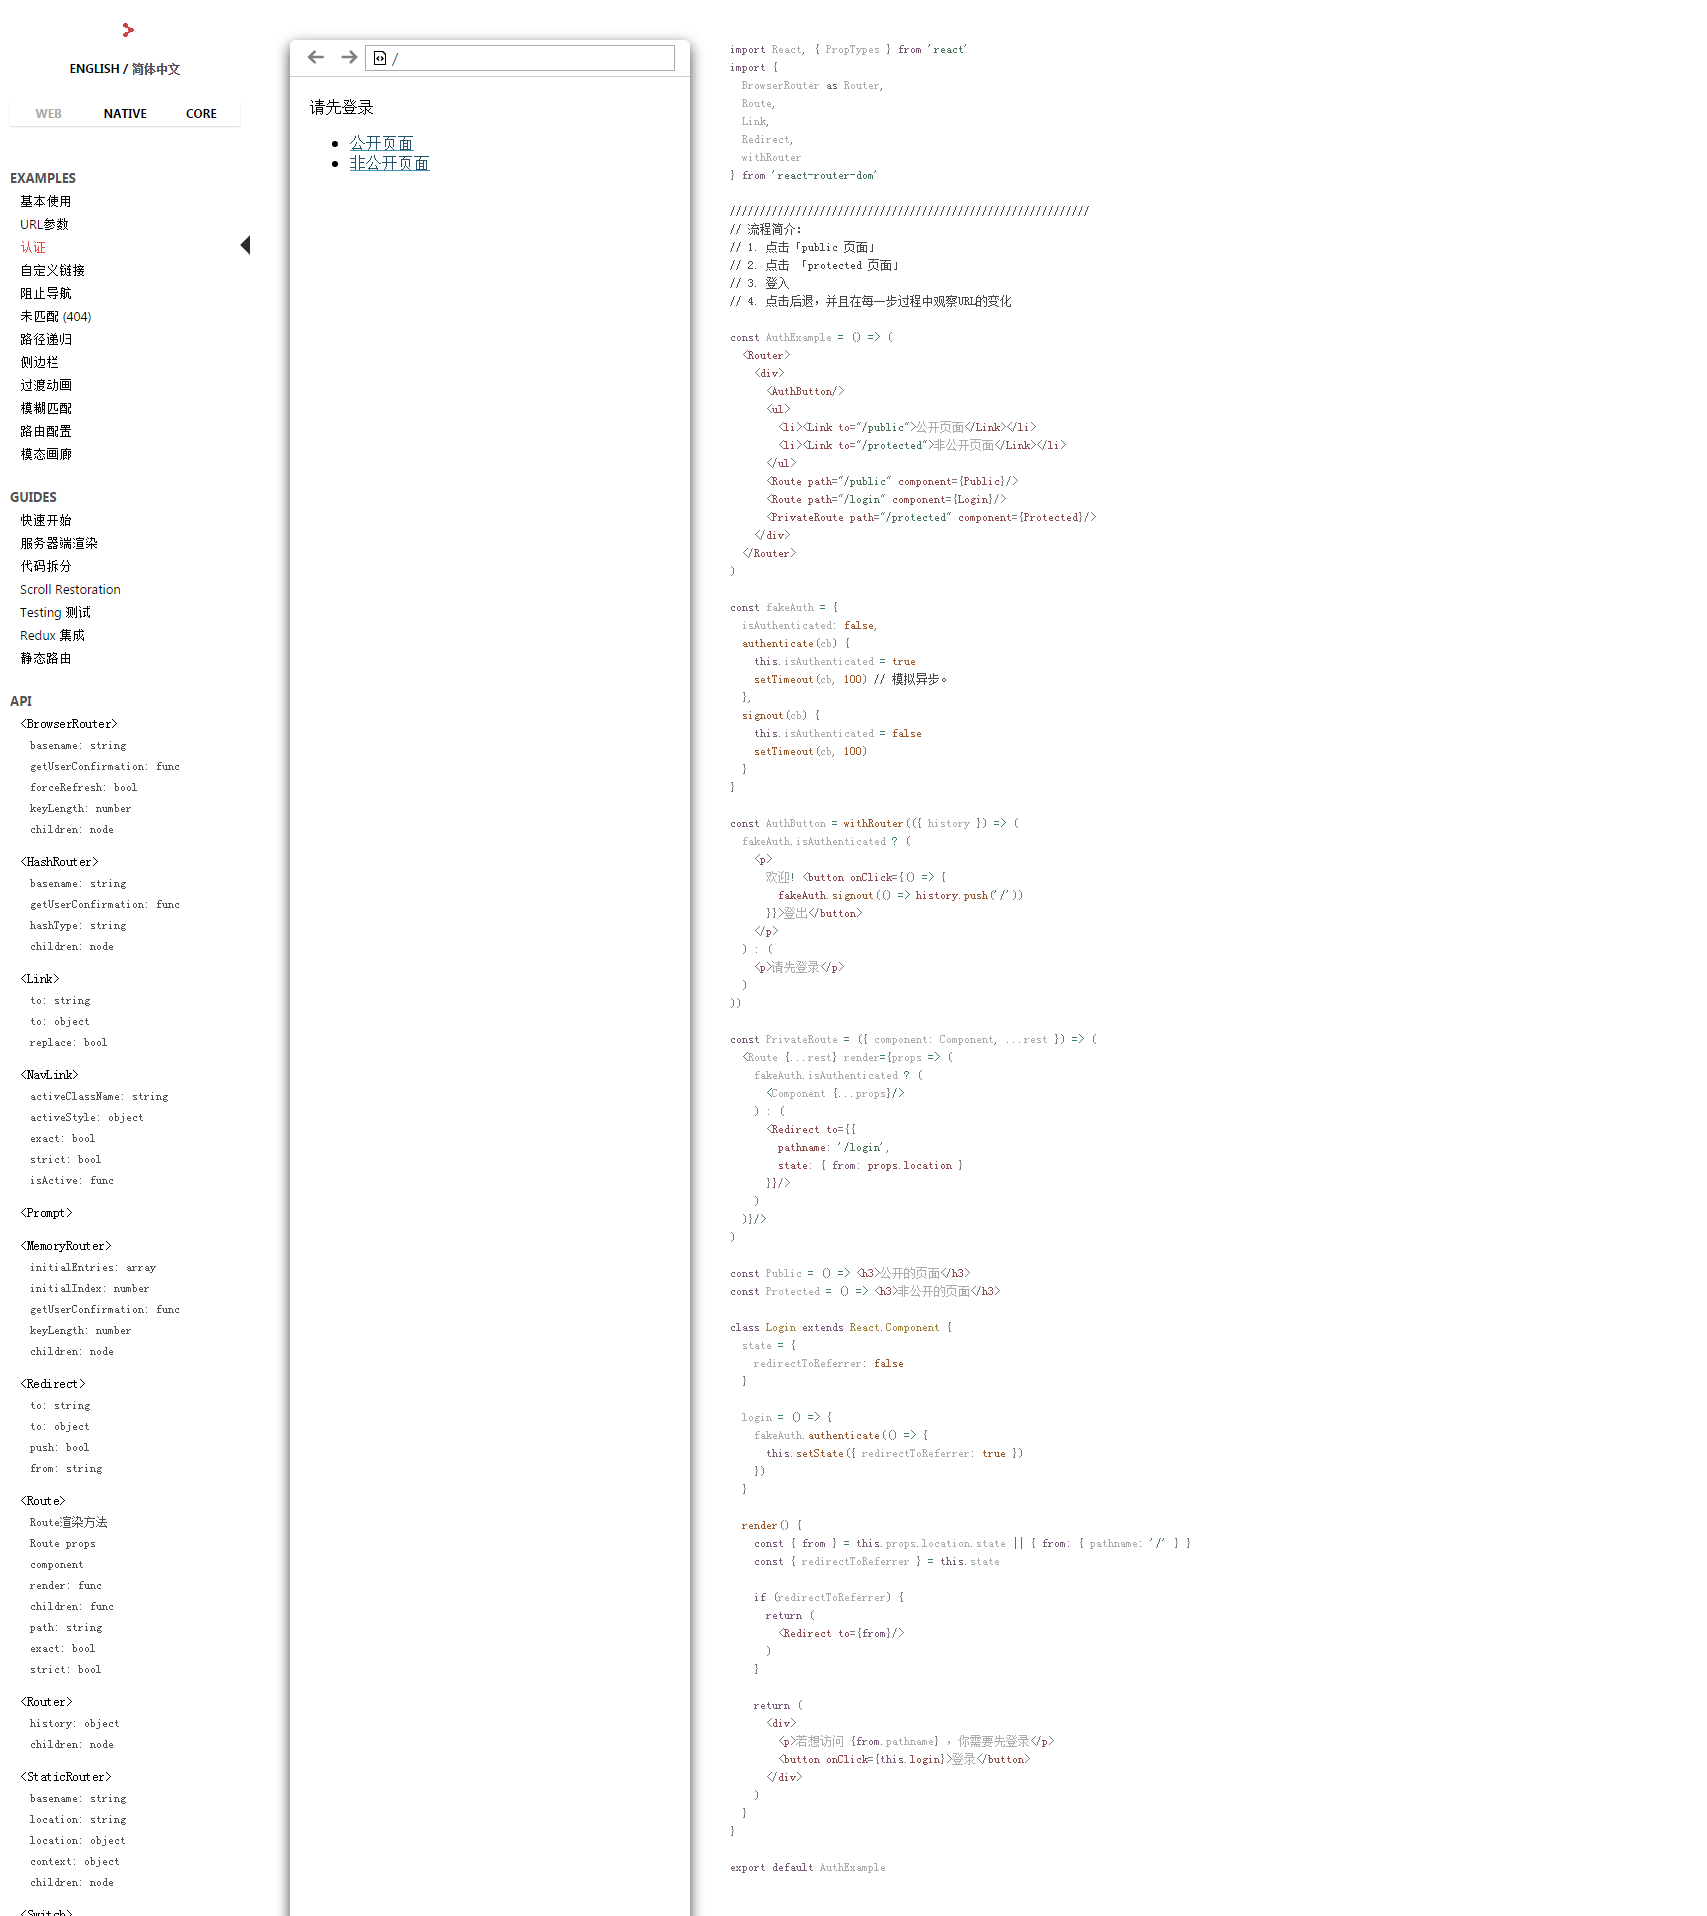 ENGLISH / 简体中文
WEB NATIVE CORE
EXAMPLES
基本使用
URL参数
认证
自定义链接
阻止导航
未匹配 (404)
路径递归
侧边栏
过渡动画
模糊匹配
路由配置
模态画廊
GUIDES
快速开始
服务器端渲染
代码拆分
Scroll Restoration
Testing 测试
Redux 集成
静态路由
API
<BrowserRouter>
basename: string
getUserConfirmation: func
forceRefresh: bool
keyLength: number
children: node
<HashRouter>
basename: string
getUserConfirmation: func
hashType: string
children: node
<Link>
to: string
to: object
replace: bool
<NavLink>
activeClassName: string
activeStyle: object
exact: bool
strict: bool
isActive: func
<Prompt>
<MemoryRouter>
initialEntries: array
initialIndex: number
getUserConfirmation: func
keyLength: number
children: node
<Redirect>
to: string
to: object
push: bool
from: string
<Route>
Route渲染方法
Route props
component
render: func
children: func
path: string
exact: bool
strict: bool
<Router>
history: object
children: node
<StaticRouter>
basename: string
location: string
location: object
context: object
children: node
<Switch>
/
请先登录
公开页面
非公开页面
import React, { PropTypes } from 'react'
import {
  BrowserRouter as Router,
  Route,
  Link,
  Redirect,
  withRouter
} from 'react-router-dom'
////////////////////////////////////////////////////////////
// 流程简介:
// 1. 点击「public 页面」
// 2. 点击 「protected 页面」
// 3. 登入
// 4. 点击后退，并且在每一步过程中观察URL的变化
const AuthExample = () => (
  <Router>
    <div>
      <AuthButton/>
      <ul>
        <li><Link to="/public">公开页面</Link></li>
        <li><Link to="/protected">非公开页面</Link></li>
      </ul>
      <Route path="/public" component={Public}/>
      <Route path="/login" component={Login}/>
      <PrivateRoute path="/protected" component={Protected}/>
    </div>
  </Router>
)
const fakeAuth = {
  isAuthenticated: false,
  authenticate(cb) {
    this.isAuthenticated = true
    setTimeout(cb, 100) // 模拟异步。
  },
  signout(cb) {
    this.isAuthenticated = false
    setTimeout(cb, 100)
  }
}
const AuthButton = withRouter(({ history }) => (
  fakeAuth.isAuthenticated ? (
    <p>
      欢迎! <button onClick={() => {
        fakeAuth.signout(() => history.push('/'))
      }}>登出</button>
    </p>
  ) : (
    <p>请先登录</p>
  )
))
const PrivateRoute = ({ component: Component, ...rest }) => (
  <Route {...rest} render={props => (
    fakeAuth.isAuthenticated ? (
      <Component {...props}/>
    ) : (
      <Redirect to={{
        pathname: '/login',
        state: { from: props.location }
      }}/>
    )
  )}/>
)
const Public = () => <h3>公开的页面</h3>
const Protected = () => <h3>非公开的页面</h3>
class Login extends React.Component {
  state = {
    redirectToReferrer: false
  }
  login = () => {
    fakeAuth.authenticate(() => {
      this.setState({ redirectToReferrer: true })
    })
  }
  render() {
    const { from } = this.props.location.state || { from: { pathname: '/' } }
    const { redirectToReferrer } = this.state
    if (redirectToReferrer) {
      return (
        <Redirect to={from}/>
      )
    }
    return (
      <div>
        <p>若想访问 {from.pathname} ，你需要先登录</p>
        <button onClick={this.login}>登录</button>
      </div>
    )
  }
}
export default AuthExample